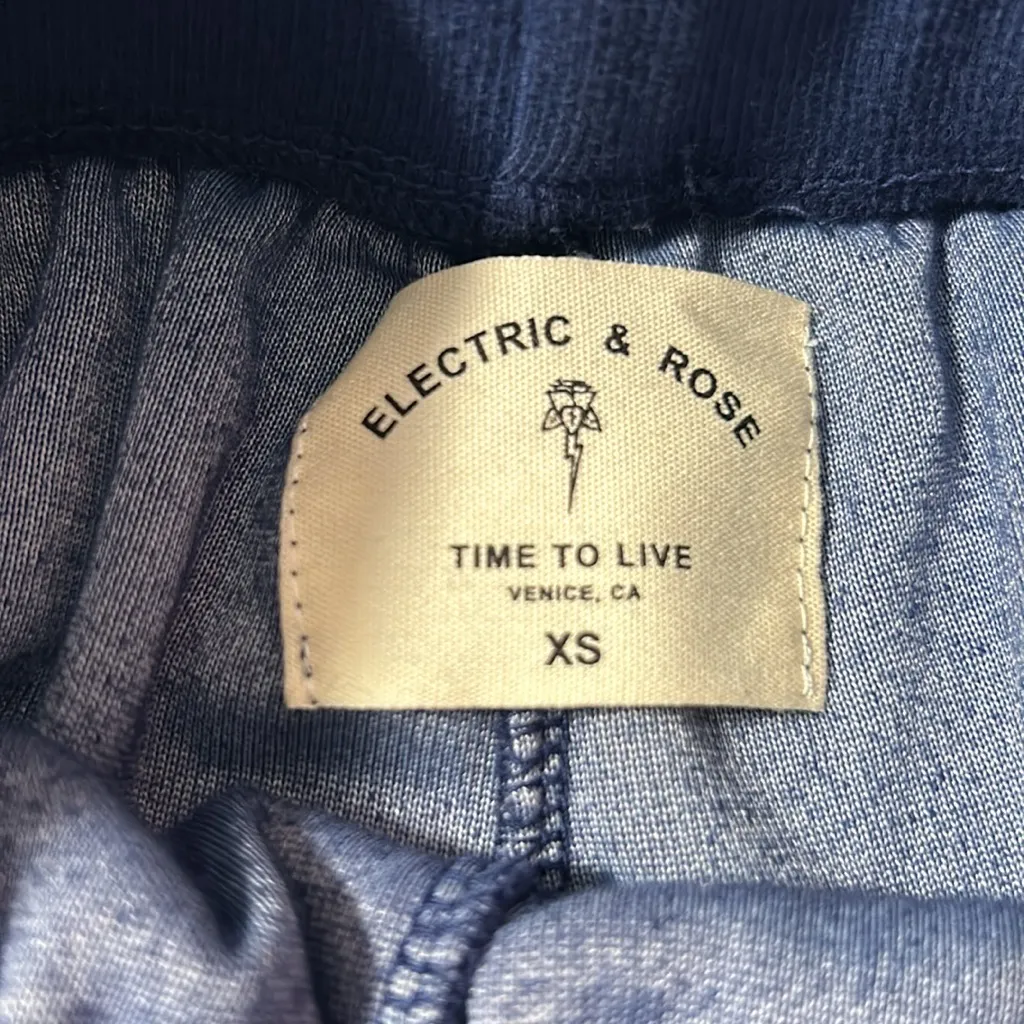 ELECTRIC & ROSE
TIME TO LIVE
VENICE, CA
XS